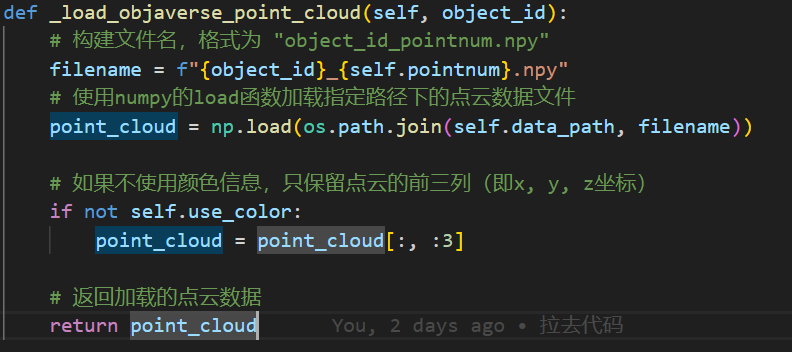 def _load_objaverse_point_cloud(self, object_id):
# 构建文件名，格式为 "object_id_pointnum.npy"
filename = f"{object_id}_{self.pointnum}.npy"
# 使用numpy的load函数加载指定路径下的点云数据文件
point_cloud = np.load(os.path.join(self.data_path, filename))
# 如果不使用颜色信息，只保留点云的前三列（即x, y, z坐标）
if not self.use_color:
point_cloud = point_cloud[:, :3]
# 返回加载的点云数据
return point_cloud You, 2 days ago • 拉去代码